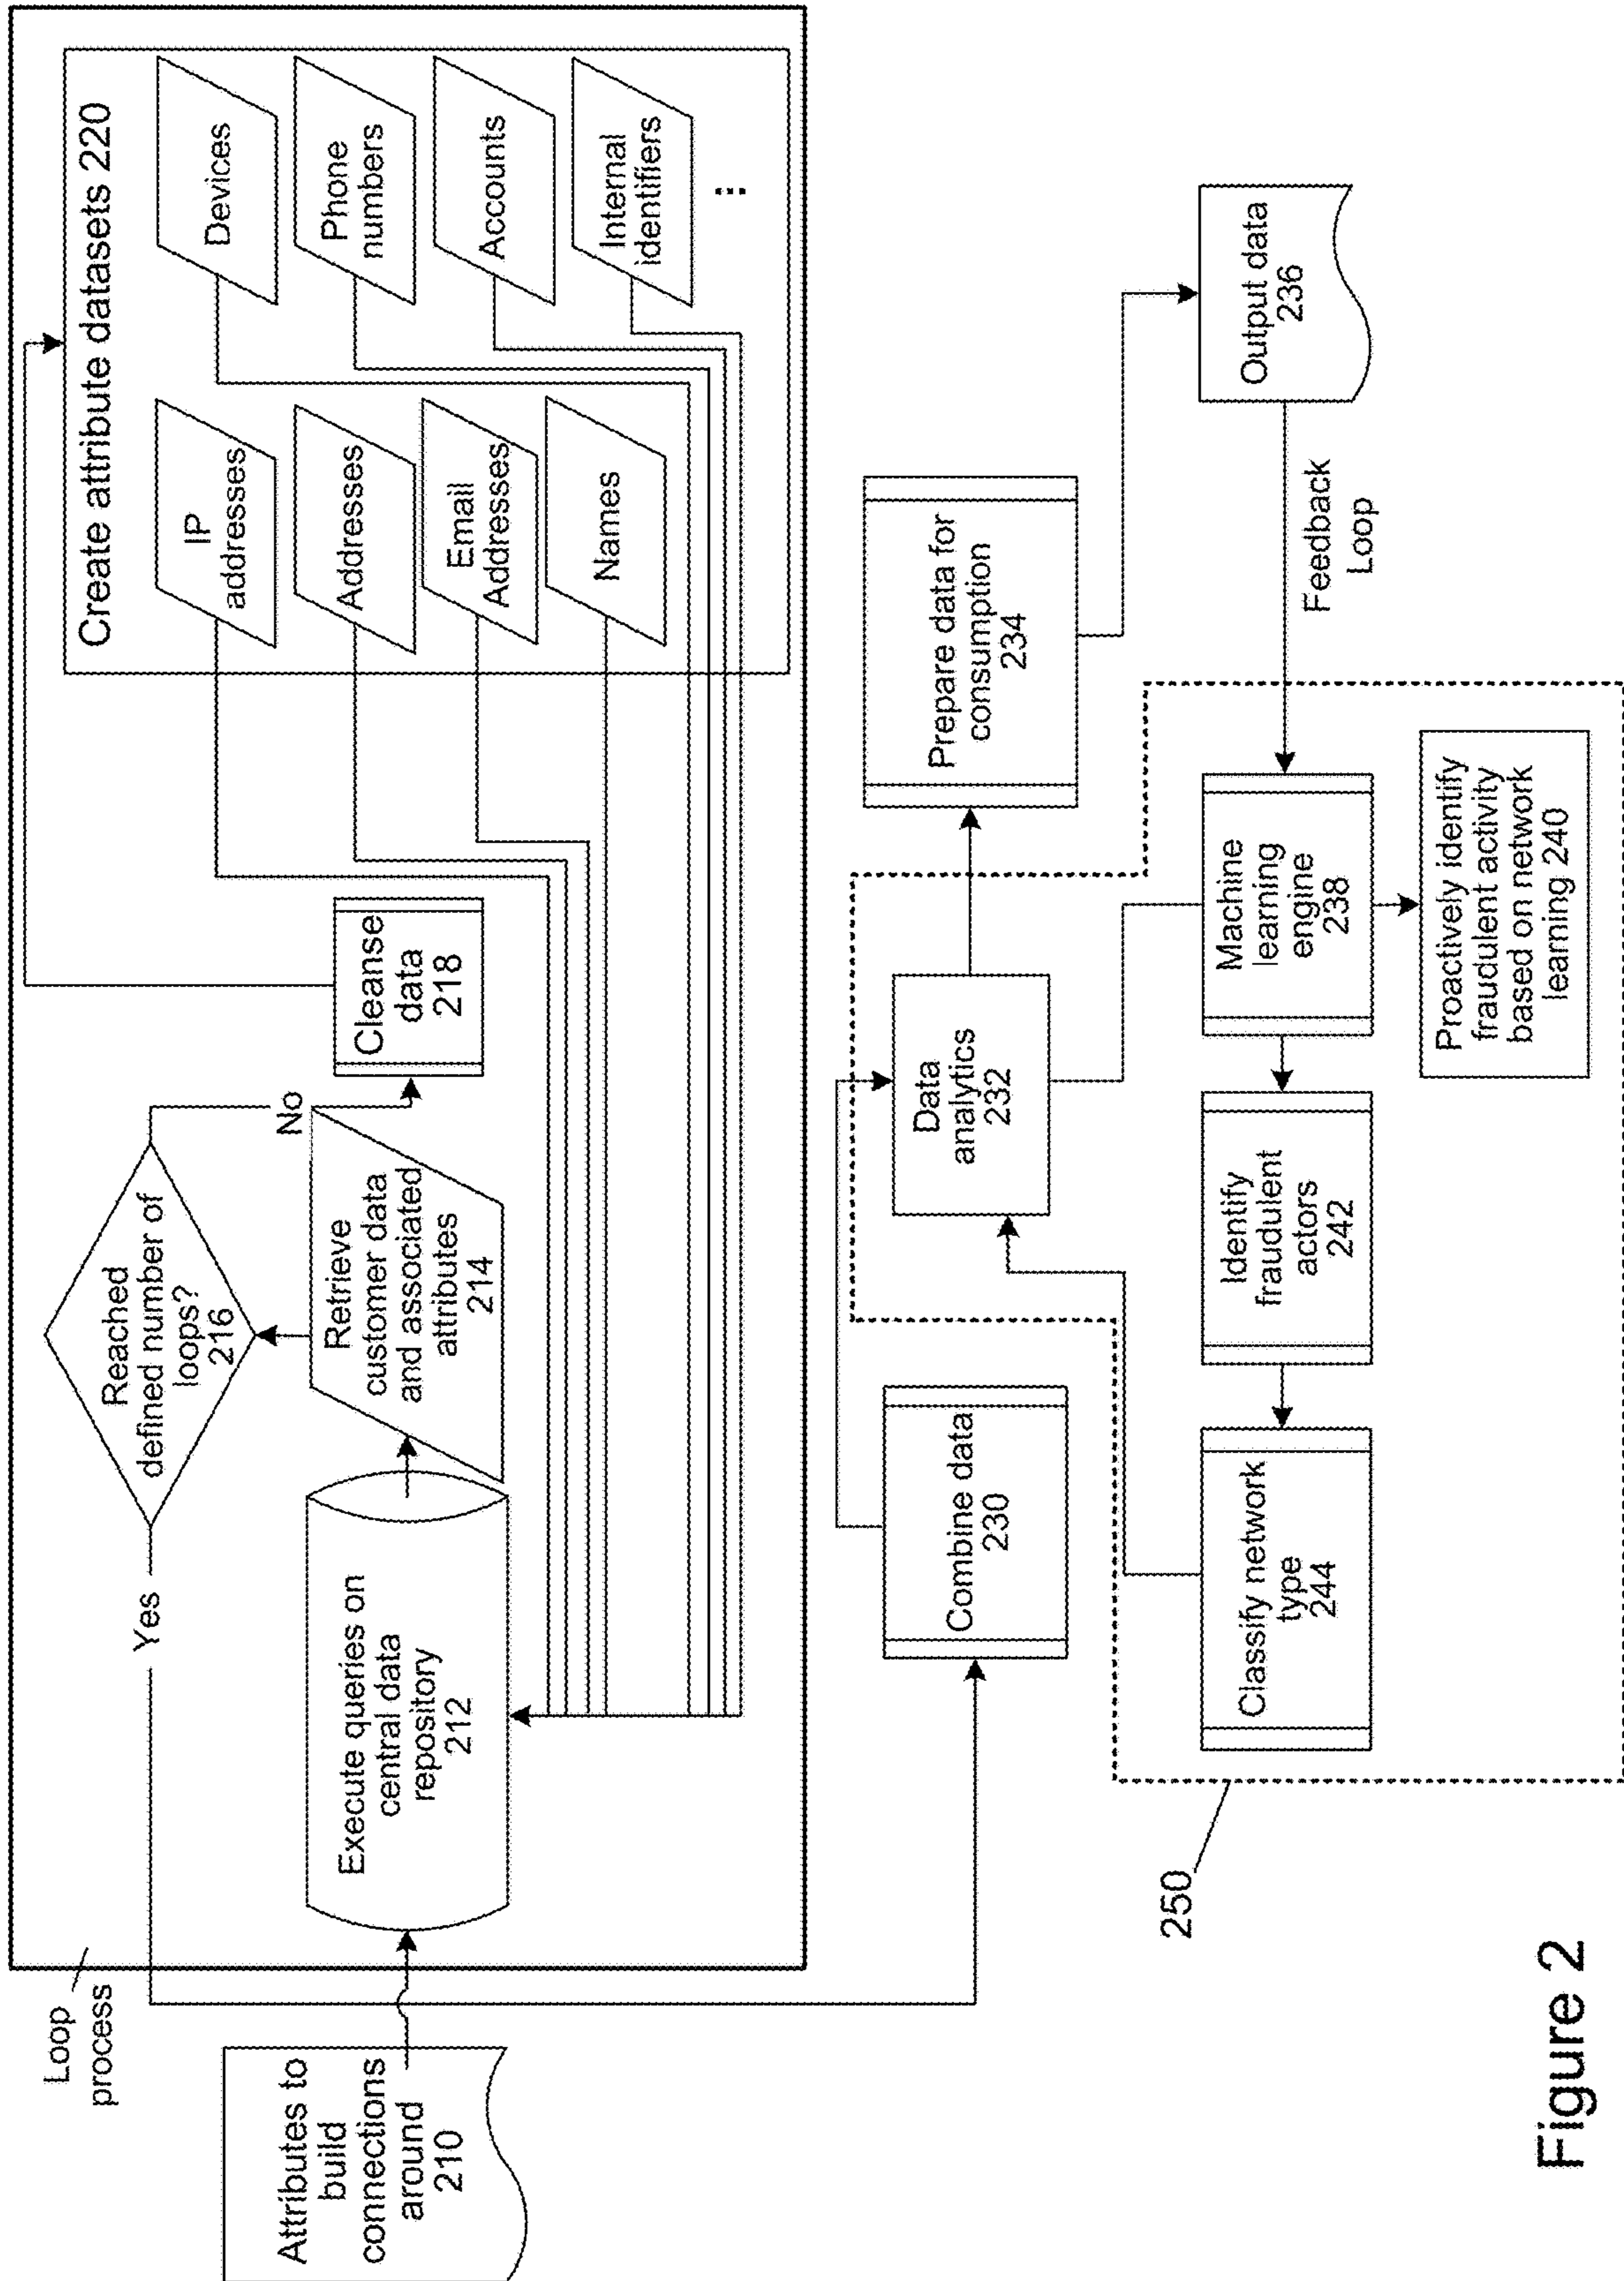 Loop
process
Attributes to
build
connections
around
210
Execute queries on
central data
repository
212
Retrieve
customer data
and associated
attributes
214
Reached
defined number of
loops?
216
Yes
No
Cleanse
data
218
Create attribute datasets 220
IP
addresses
Devices
Addresses
Phone
numbers
Email
Addresses
Accounts
Names
Internal
identifiers
...
Combine data
230
Data
analytics
232
Prepare data for
consumption
234
Output data
236
Feedback
Loop
Machine
learning
engine
238
Proactively identify
fraudulent activity
based on network
learning 240
Identify
fraudulent
actors
242
Classify network
type
244
250
Figure 2